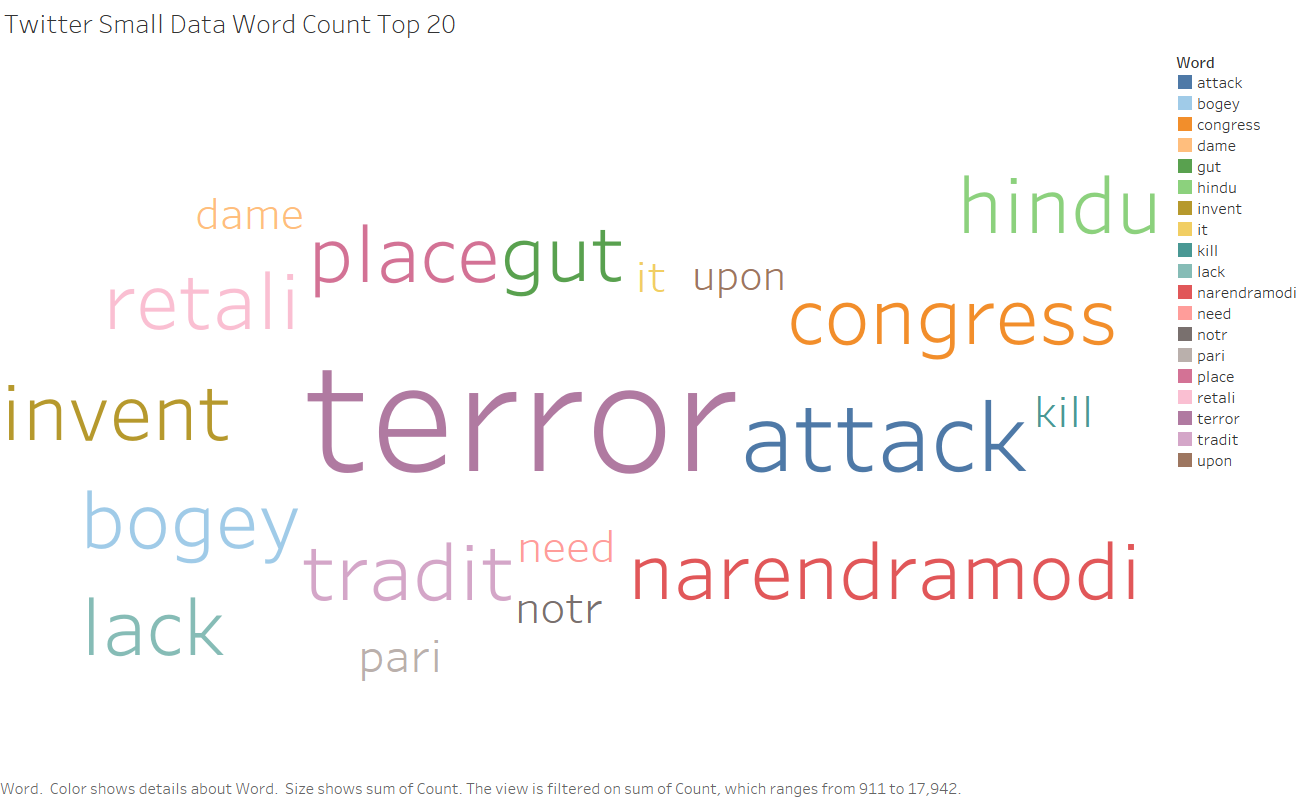 Twitter Small Data Word Count Top 20
Word
attack
bogey
congress
dame
gut
hindu
invent
it
kill
lack
narendramodi
need
notr
pari
place
retali
terror
tradit
upon
hindu
dame
placegut
it
upon
retali
congress
terror
invent
attack
kill
bogey
tradit
need
narendramodi
notr
lack
pari
Word.  Color shows details about Word.  Size shows sum of Count. The view is filtered on sum of Count, which ranges from 911 to 17,942.